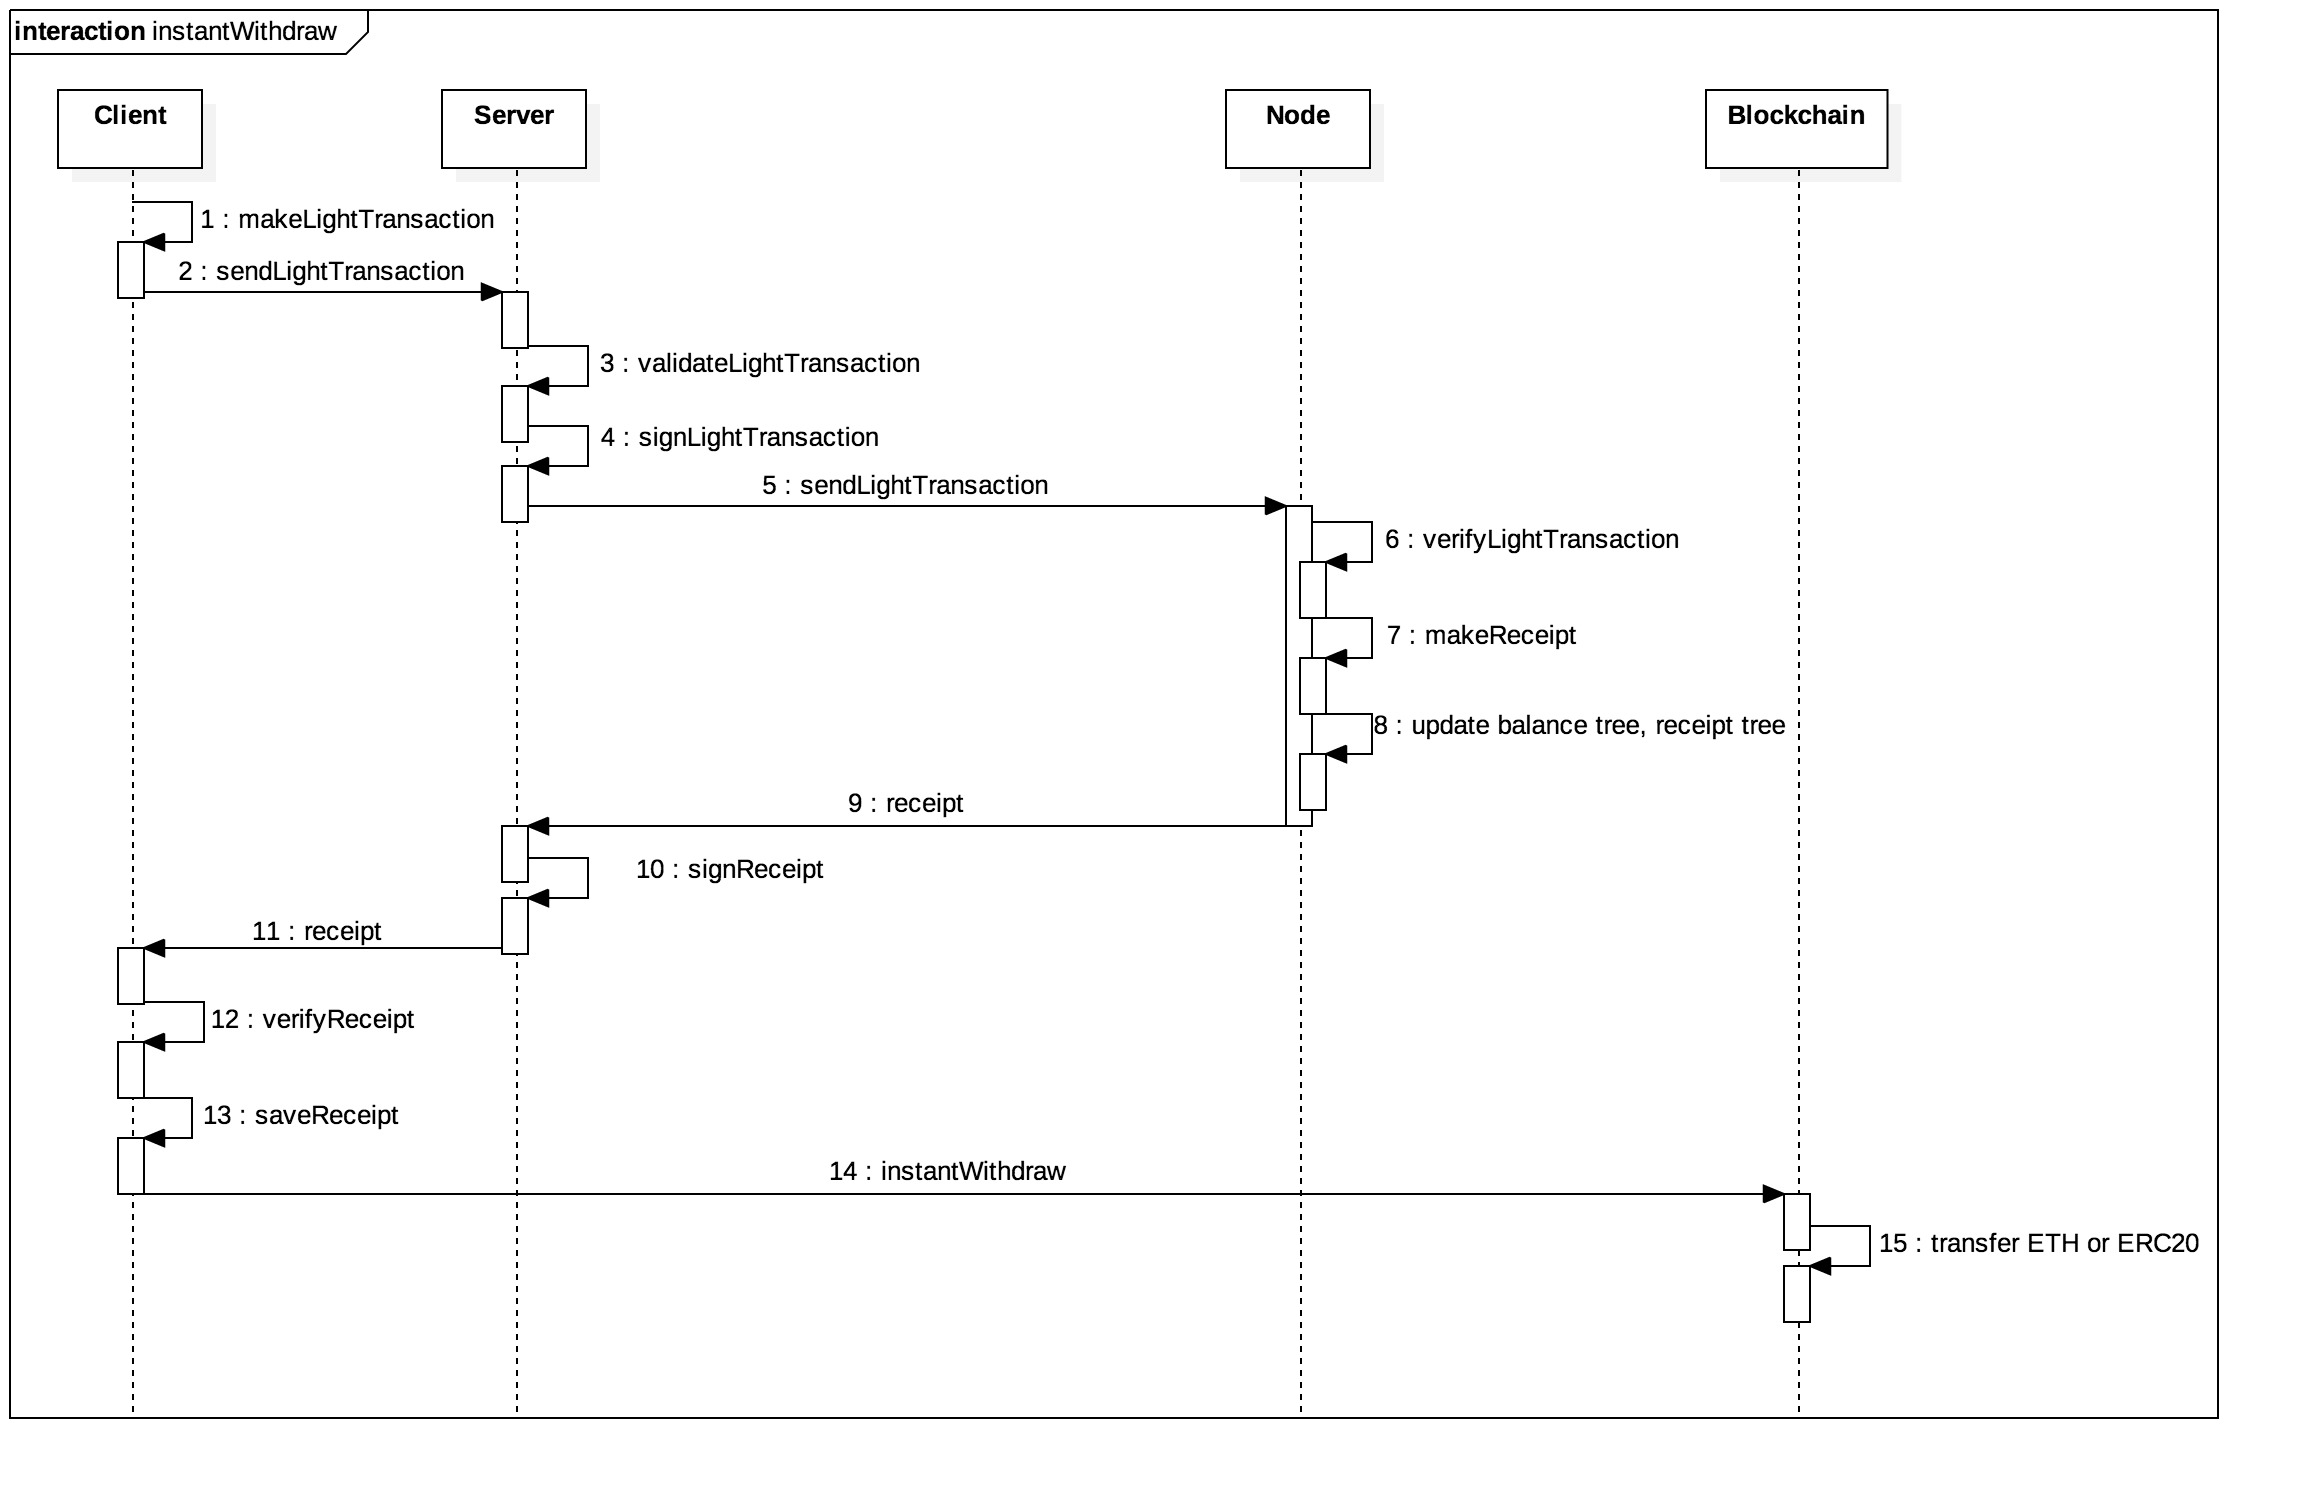 interaction instantWithdraw
Client
Server
Node
Blockchain
1 : makeLightTransaction
2 : sendLightTransaction
3 : validateLightTransaction
4 : signLightTransaction
5 : sendLightTransaction
6 : verifyLightTransaction
7 : makeReceipt
8 : update balance tree, receipt tree
9 : receipt
10 : signReceipt
11 : receipt
12 : verifyReceipt
13 : saveReceipt
14 : instantWithdraw
15 : transfer ETH or ERC20